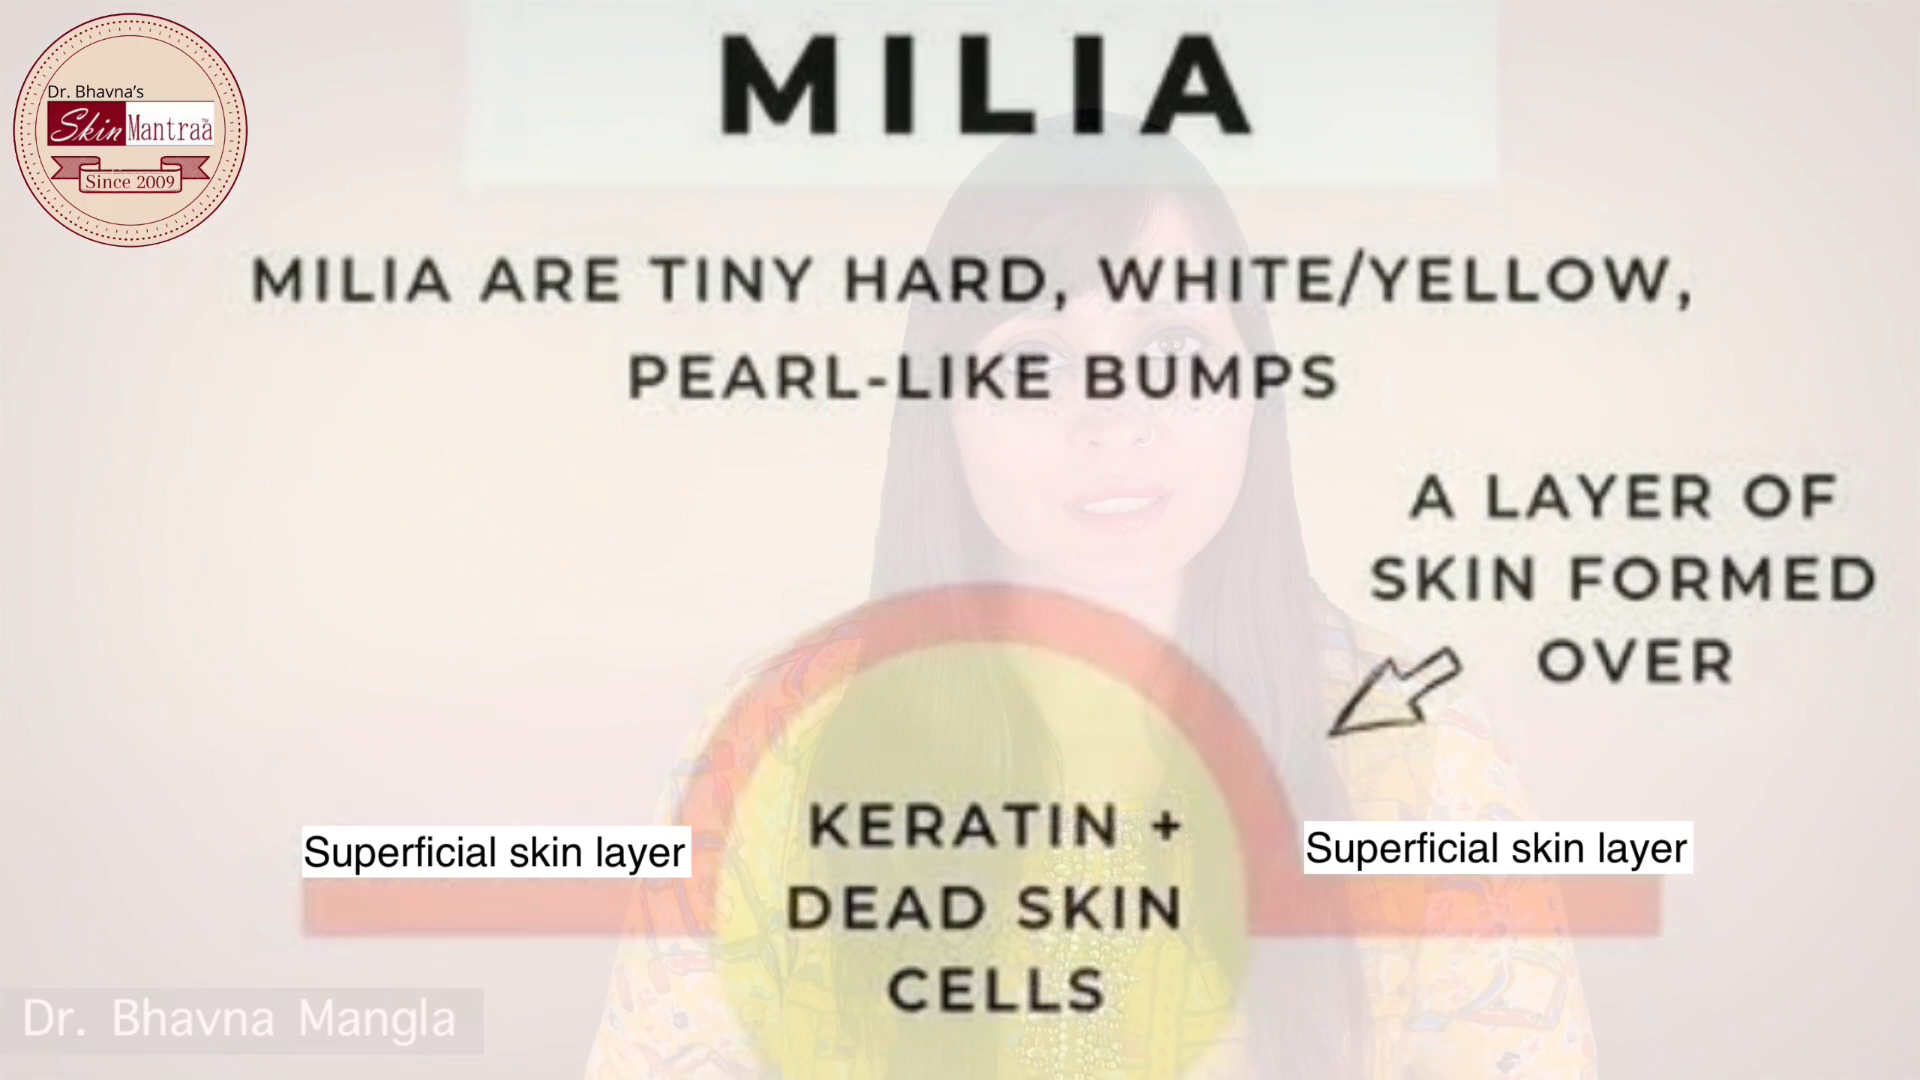 Dr. Bhavna's
Skin Mantraa
Since 2009
MILIA
MILIA ARE TINY HARD, WHITE/YELLOW,
PEARL-LIKE BUMPS
A LAYER OF
SKIN FORMED
OVER
Superficial skin layer
Superficial skin layer
KERATIN +
DEAD SKIN
CELLS
Dr. Bhavna Mangla